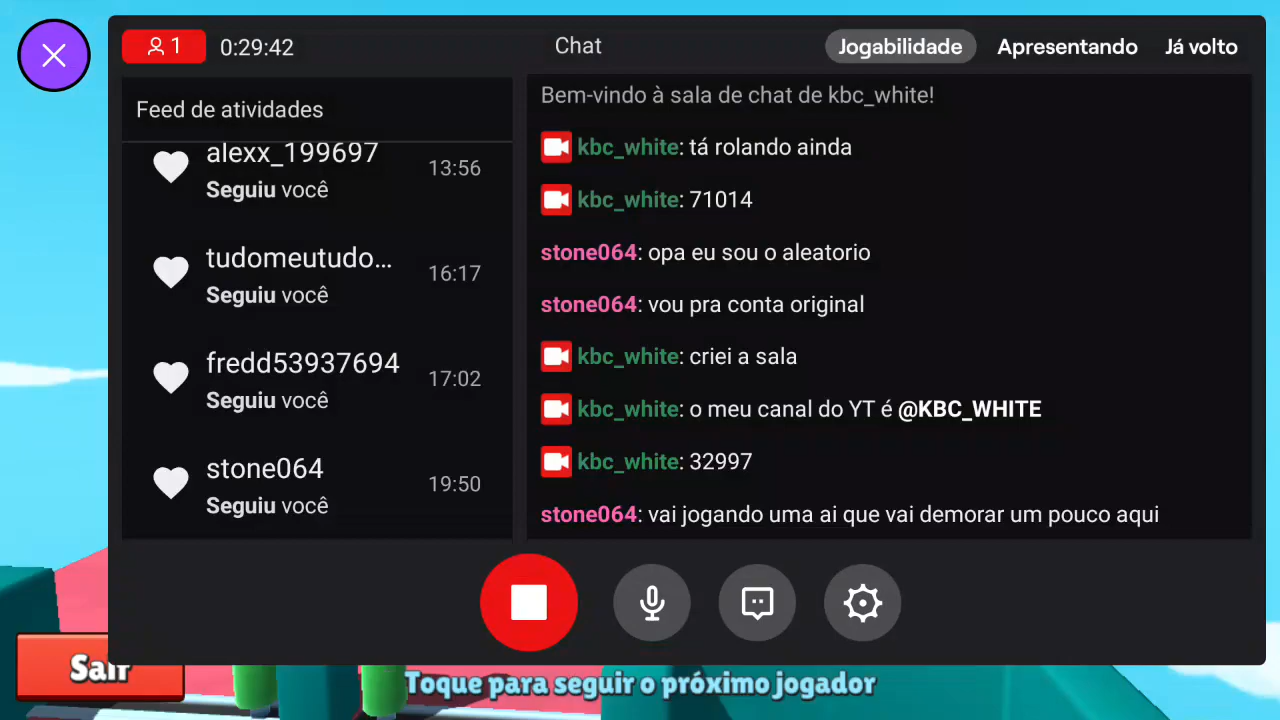 1 0:29:42 Chat Jogabilidade Apresentando Já volto
Feed de atividades
alexx_199697
Seguiu você 13:56
tudomeutudo...
Seguiu você 16:17
fredd53937694
Seguiu você 17:02
stone064
Seguiu você 19:50
Bem-vindo à sala de chat de kbc_white!
kbc_white: tá rolando ainda
kbc_white: 71014
stone064: opa eu sou o aleatorio
stone064: vou pra conta original
kbc_white: criei a sala
kbc_white: o meu canal do YT é @KBC_WHITE
kbc_white: 32997
stone064: vai jogando uma ai que vai demorar um pouco aqui
Sair
Toque para seguir o próximo jogador